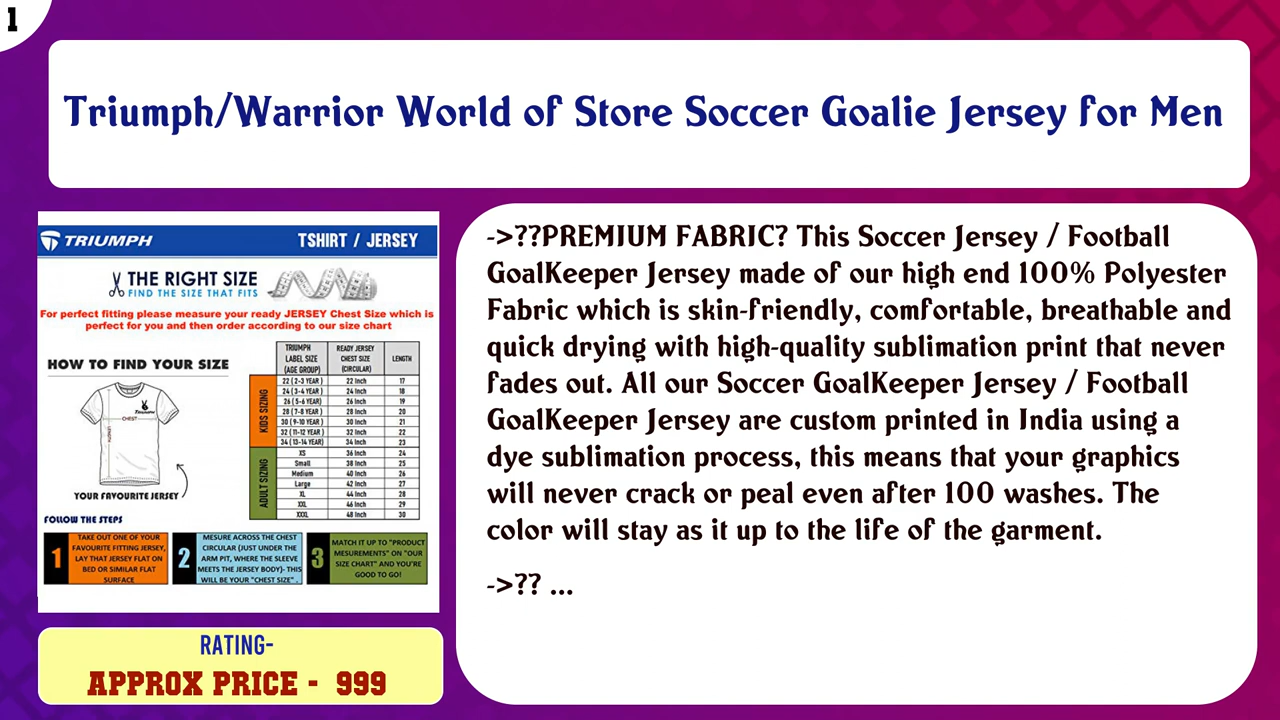 1
Triumph/Warrior World of Store Soccer Goalie Jersey for Men
TRIUMPH
TSHIRT / JERSEY
THE RIGHT SIZE
FIND THE SIZE THAT FITS
For perfect fitting please measure your ready JERSEY Chest Size which is
perfect for you and then order according to our size chart
HOW TO FIND YOUR SIZE
CHEST
Triumph
YOUR FAVOURITE JERSEY
TRIUMPH LABEL SIZE (AGE GROUP) READY JERSEY CHEST SIZE (CIRCULAR) LENGTH
KIDS SIZING
22 (2-3 YEAR) 22 Inch 17
24 (3-4 YEAR) 24 Inch 18
26 (5-6 YEAR) 26 Inch 19
28 (7-8 YEAR) 28 Inch 20
30 (9-10 YEAR) 30 Inch 21
32 (11-12 YEAR) 32 Inch 22
34 (13-14 YEAR) 34 Inch 23
ADULT SIZING
XS 36 Inch 24
Small 38 Inch 25
Medium 40 Inch 26
Large 42 Inch 27
XL 44 Inch 28
XXL 46 Inch 29
XXXL 48 Inch 30
FOLLOW THE STEPS
1
TAKE OUT ONE OF YOUR
FAVOURITE FITTING JERSEY,
LAY THAT JERSEY FLAT ON
BED OR SIMILAR FLAT
SURFACE
2
MESURE ACROSS THE CHEST
CIRCULAR (JUST UNDER THE
ARM PIT, WHERE THE SLEEVE
MEETS THE JERSEY BODY)- THIS
WILL BE YOUR "CHEST SIZE" .
3
MATCH IT UP TO "PRODUCT
MESUREMENTS" ON "OUR
SIZE CHART" AND YOU'RE
GOOD TO GO!
RATING-
APPROX PRICE - 999
->??PREMIUM FABRIC? This Soccer Jersey / Football
GoalKeeper Jersey made of our high end 100% Polyester
Fabric which is skin-friendly, comfortable, breathable and
quick drying with high-quality sublimation print that never
fades out. All our Soccer GoalKeeper Jersey / Football
GoalKeeper Jersey are custom printed in India using a
dye sublimation process, this means that your graphics
will never crack or peal even after 100 washes. The
color will stay as it up to the life of the garment.
->?? ...